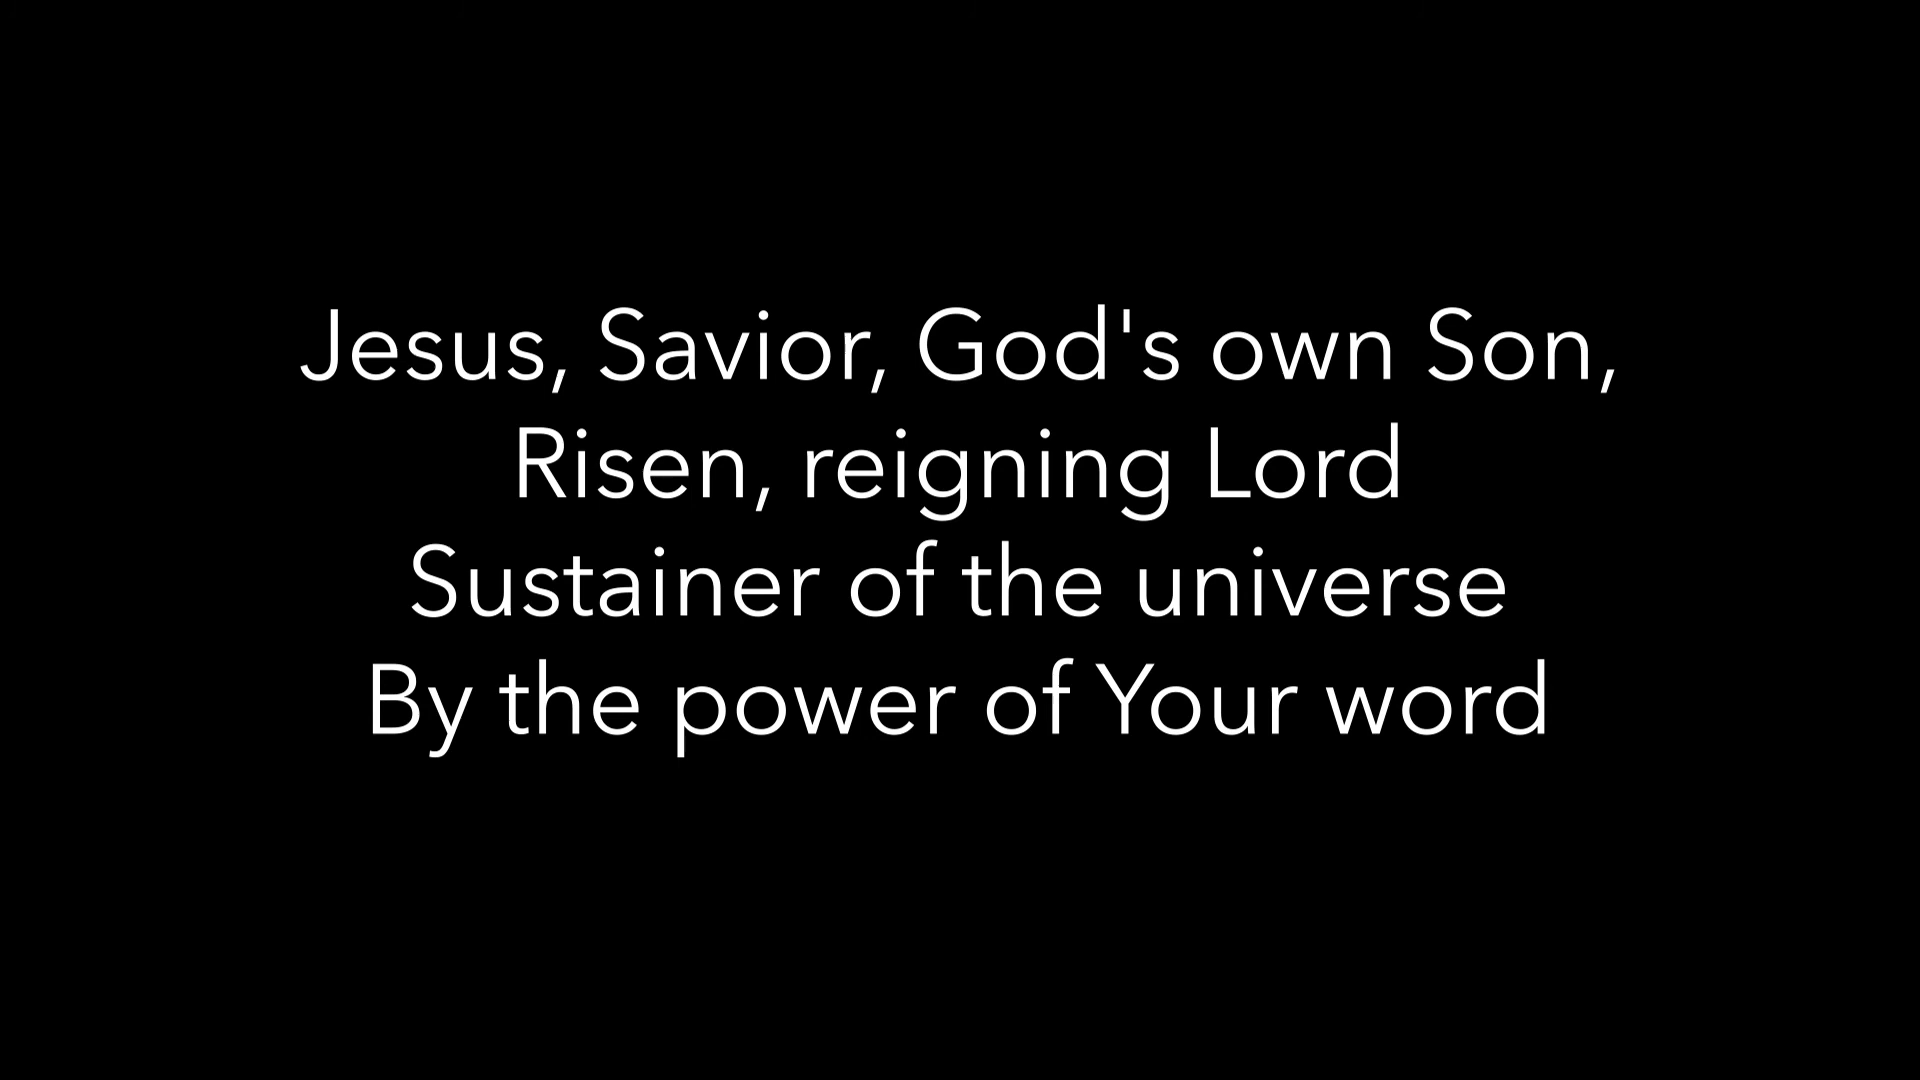 Jesus, Savior, God's own Son,
Risen, reigning Lord
Sustainer of the universe
By the power of Your word